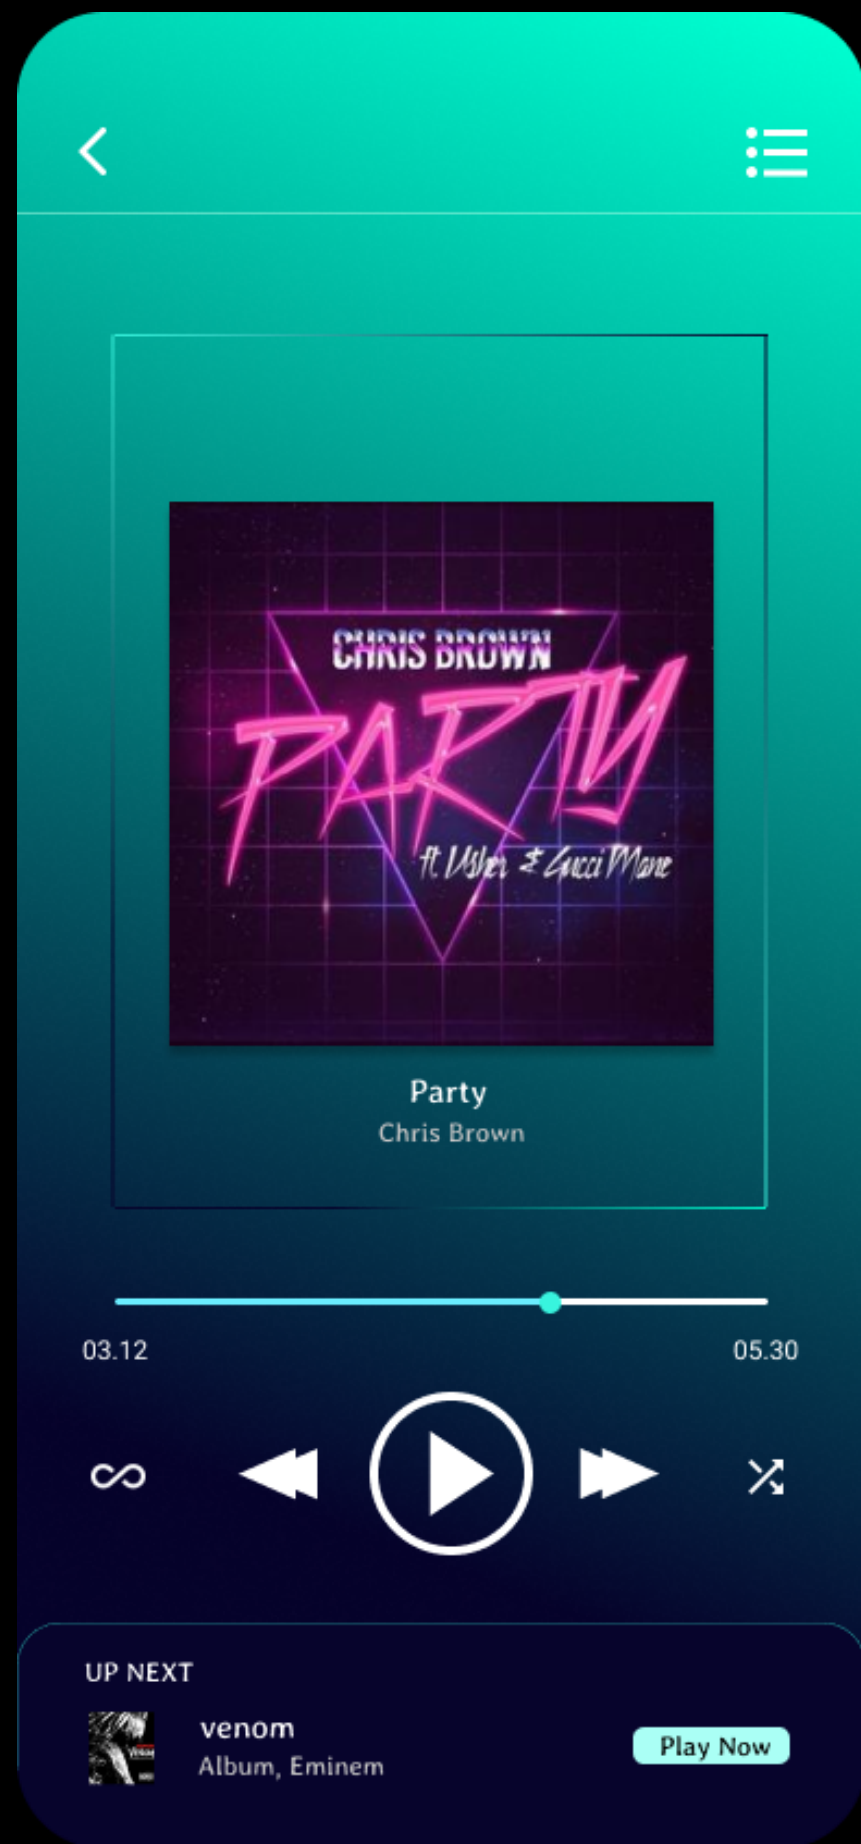 CHRIS BROWN
PARTY
ft Usher & Gucci Mane
Party
Chris Brown
03.12
05.30
UP NEXT
venom
Album, Eminem
Play Now